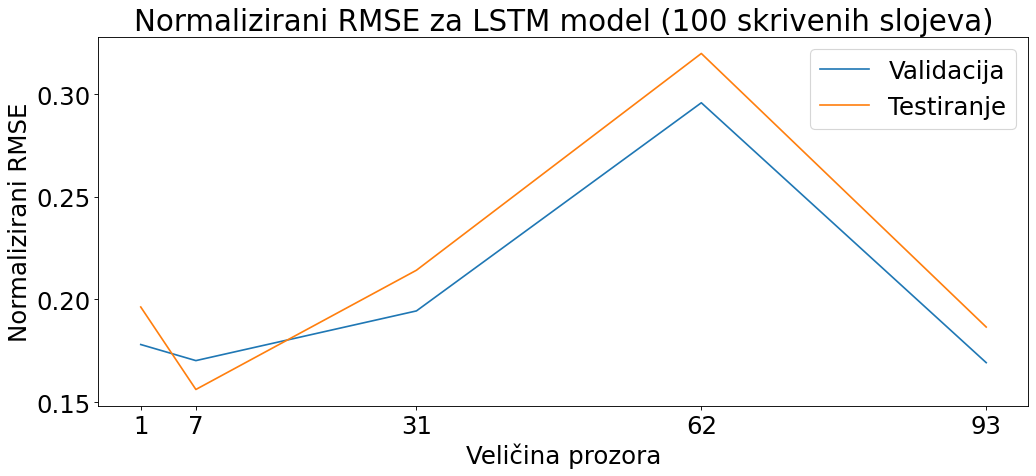 Normalizirani RMSE za LSTM model (100 skrivenih slojeva)
Normalizirani RMSE
0.30
0.25
0.20
0.15
Validacija
Testiranje
1 7 31 62 93
Veličina prozora